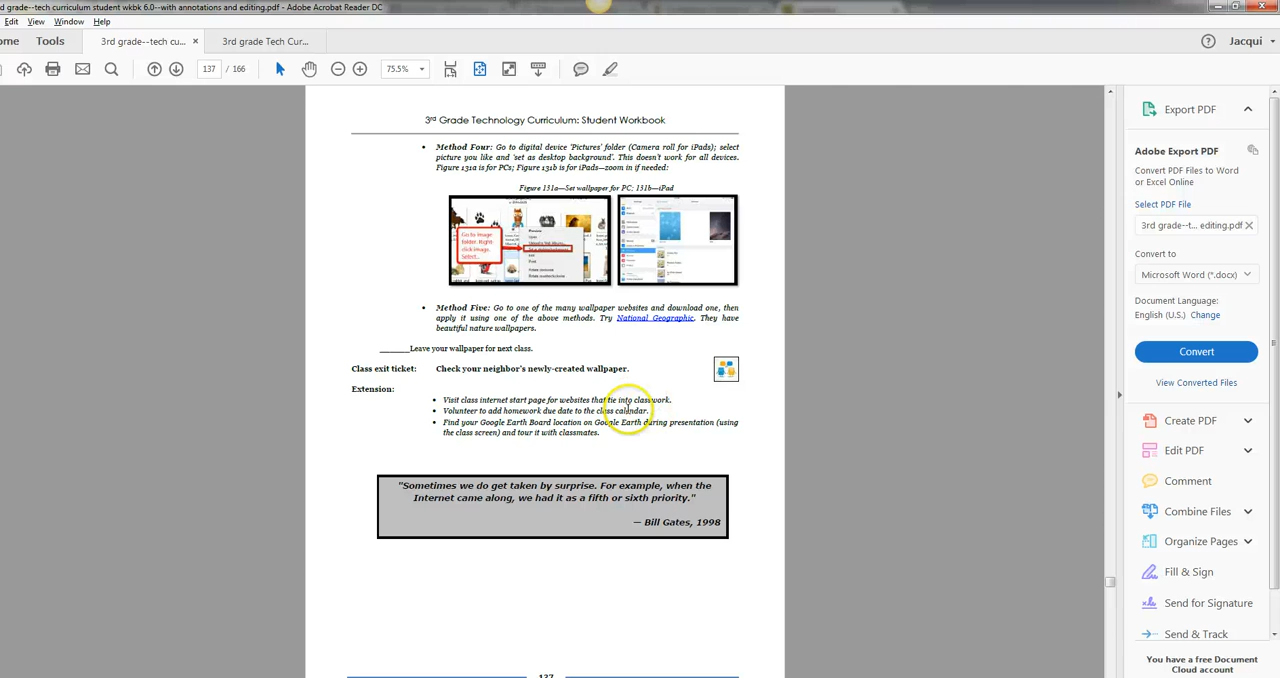 d grade--tech curriculum student wkbk 6.0--with annotations and editing.pdf - Adobe Acrobat Reader DC
Edit View Window Help
ome Tools 3rd grade--tech cu... × 3rd grade Tech Cur... Jacqui
137 / 166 75.5%
3rd Grade Technology Curriculum: Student Workbook
• Method Four: Go to digital device 'Pictures' folder (Camera roll for iPads); select
picture you like and 'set as desktop background'. This doesn't work for all devices.
Figure 131a is for PCs; Figure 131b is for iPads—zoom in if needed:
Figure 131a—Set wallpaper for PC; 131b—iPad
Go to Image
folder. Right
click image.
Select...
• Method Five: Go to one of the many wallpaper websites and download one, then
apply it using one of the above methods. Try National Geographic. They have
beautiful nature wallpapers.
_______Leave your wallpaper for next class.
Class exit ticket: Check your neighbor's newly-created wallpaper.
Extension:
• Visit class internet start page for websites that tie into classwork.
• Volunteer to add homework due date to the class calendar.
• Find your Google Earth Board location on Google Earth during presentation (using
the class screen) and tour it with classmates.
"Sometimes we do get taken by surprise. For example, when the
Internet came along, we had it as a fifth or sixth priority."
— Bill Gates, 1998
137
Export PDF
Adobe Export PDF
Convert PDF Files to Word
or Excel Online
Select PDF File
3rd grade--t... editing.pdf ×
Convert to
Microsoft Word (*.docx)
Document Language:
English (U.S.) Change
Convert
View Converted Files
Create PDF
Edit PDF
Comment
Combine Files
Organize Pages
Fill & Sign
Send for Signature
Send & Track
You have a free Document
Cloud account